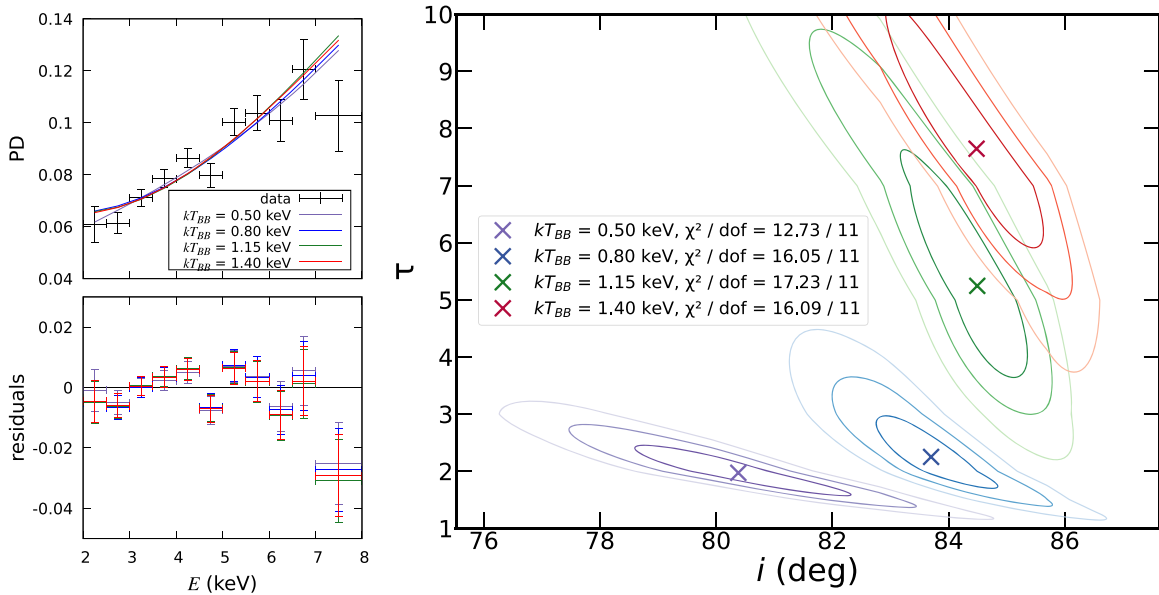 0.14
0.12
0.1
0.08
0.06
0.04
PD
data
kT_BB = 0.50 keV
kT_BB = 0.80 keV
kT_BB = 1.15 keV
kT_BB = 1.40 keV
0.02
0
-0.02
-0.04
residuals
2 3 4 5 6 7 8
E (keV)
10
9
8
7
6
5
4
3
2
1
τ
kT_BB = 0.50 keV, χ² / dof = 12.73 / 11
kT_BB = 0.80 keV, χ² / dof = 16.05 / 11
kT_BB = 1.15 keV, χ² / dof = 17.23 / 11
kT_BB = 1.40 keV, χ² / dof = 16.09 / 11
76 78 80 82 84 86
i (deg)